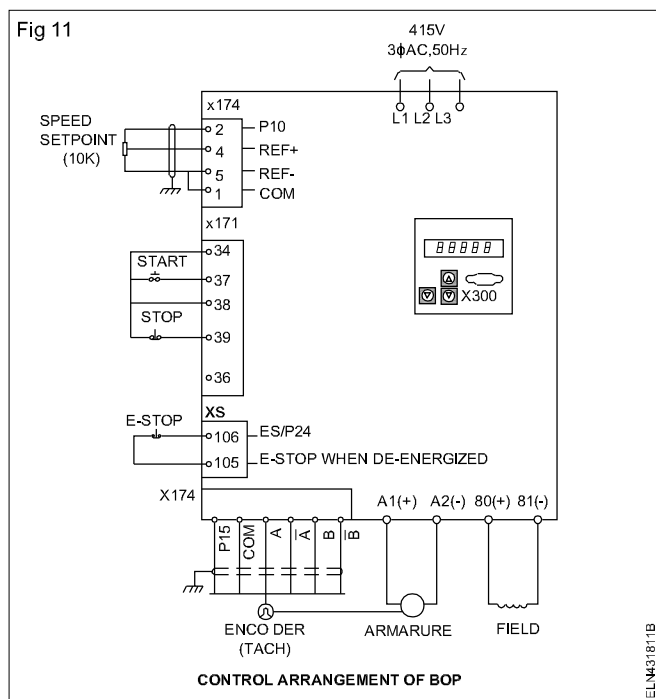 Fig 11
415V
3ϕAC,50Hz
L1 L2 L3
x174
SPEED
SETPOINT
(10K)
2 P10
4 REF+
5 REF-
1 COM
x171
34
START
37
38
STOP
39
36
88888
X300
XS
E-STOP
106 ES/P24
105 E-STOP WHEN DE-ENERGIZED
X174
A1(+) A2(-) 80(+) 81(-)
P15
COM
A
A̅
B
B̅
ENCO DER
(TACH)
ARMARURE
FIELD
CONTROL ARRANGEMENT OF BOP
ELN431811B